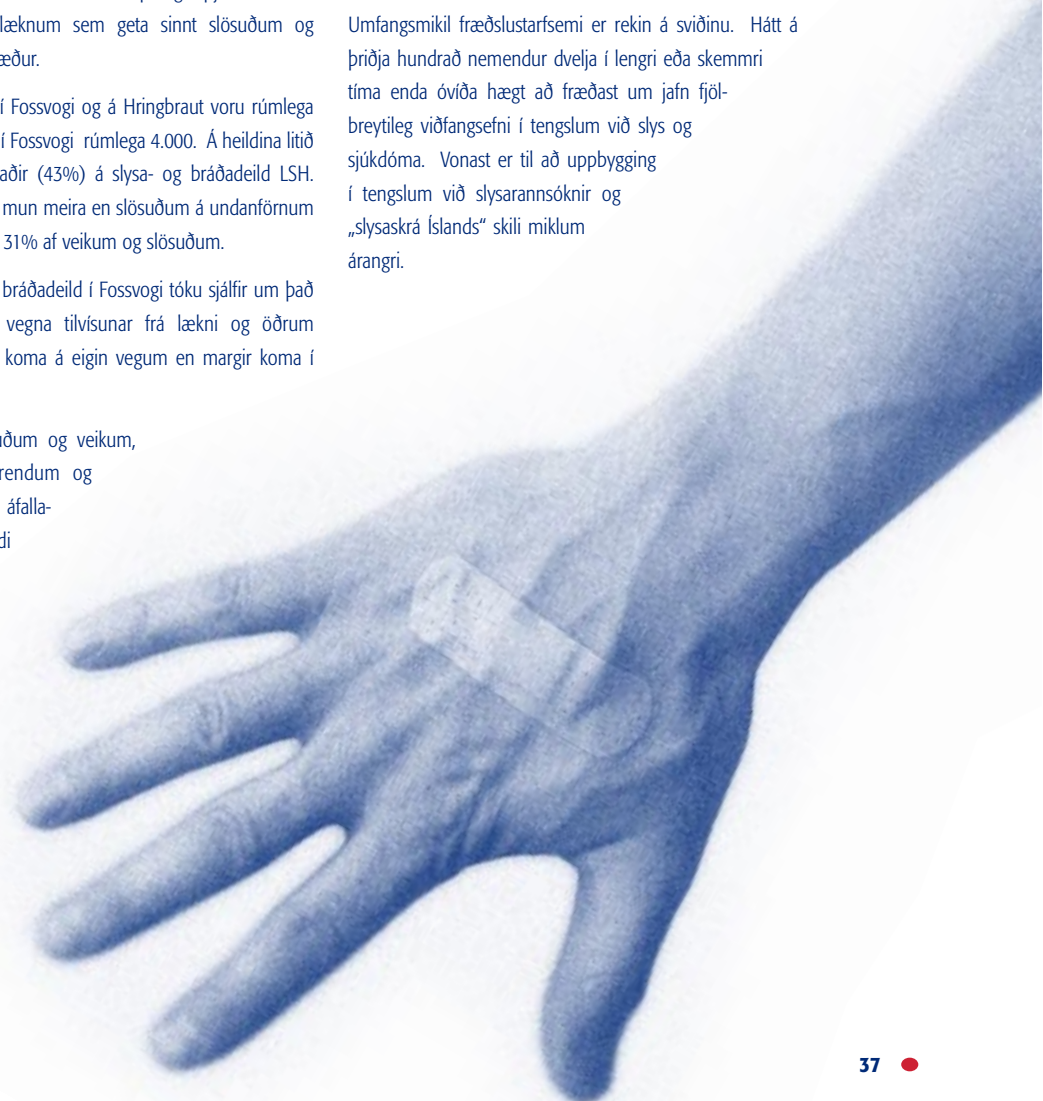 læknum sem geta sinnt slösuðum og
í Fossvogi og á Hringbraut voru rúmlega
í Fossvogi rúmlega 4.000. Á heildina litið
(43%) á slysa- og bráðadeild LSH.
mun meira en slösuðum á undanförnum
31% af veikum og slösuðum.
bráðadeild í Fossvogi tóku sjálfir um það
vegna tilvísunar frá lækni og öðrum
koma á eigin vegum en margir koma í
og veikum,
og
áfalla-
Umfangsmikil fræðslustarfsemi er rekin á sviðinu. Hátt á
þriðja hundrað nemendur dvelja í lengri eða skemmri
tíma enda óvíða hægt að fræðast um jafn fjöl-
breytileg viðfangsefni í tengslum við slys og
sjúkdóma. Vonast er til að uppbygging
í tengslum við slysarannsóknir og
„slysaskrá Íslands“ skili miklum
árangri.
37